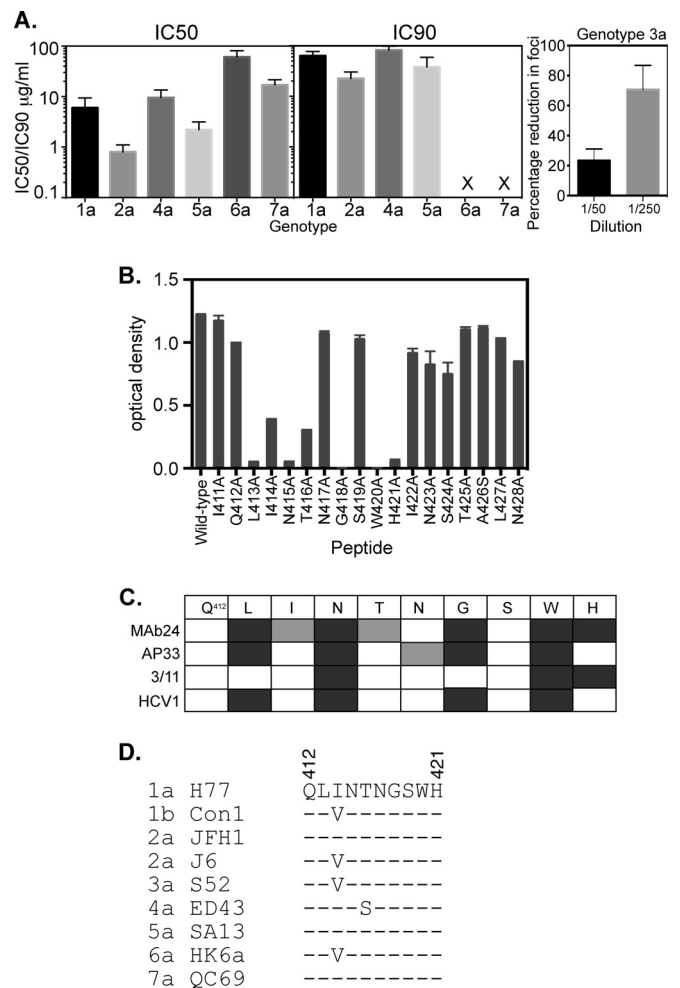 A.
IC50
IC90
Genotype 3a
IC50/IC90 µg/ml
100
10
1
0.1
1a 2a 4a 5a 6a 7a
1a 2a 4a 5a 6a 7a
X X
Genotype
Percentage reduction in foci
100
80
60
40
20
0
1/50 1/250
Dilution
B.
optical density
1.5
1.0
0.5
0.0
Wild-type
I411A
Q412A
L413A
I414A
N415A
T416A
N417A
G418A
S419A
W420A
H421A
I422A
N423A
S424A
T425A
A426S
L427A
N428A
Peptide
C.
Q412 L I N T N G S W H
MAb24
AP33
3/11
HCV1
D.
412 421
1a H77 QLINTNGSWH
1b Con1 --V-------
2a JFH1 ----------
2a J6 --V-------
3a S52 --V-------
4a ED43 ----S-----
5a SA13 ----------
6a HK6a --V-------
7a QC69 ----------